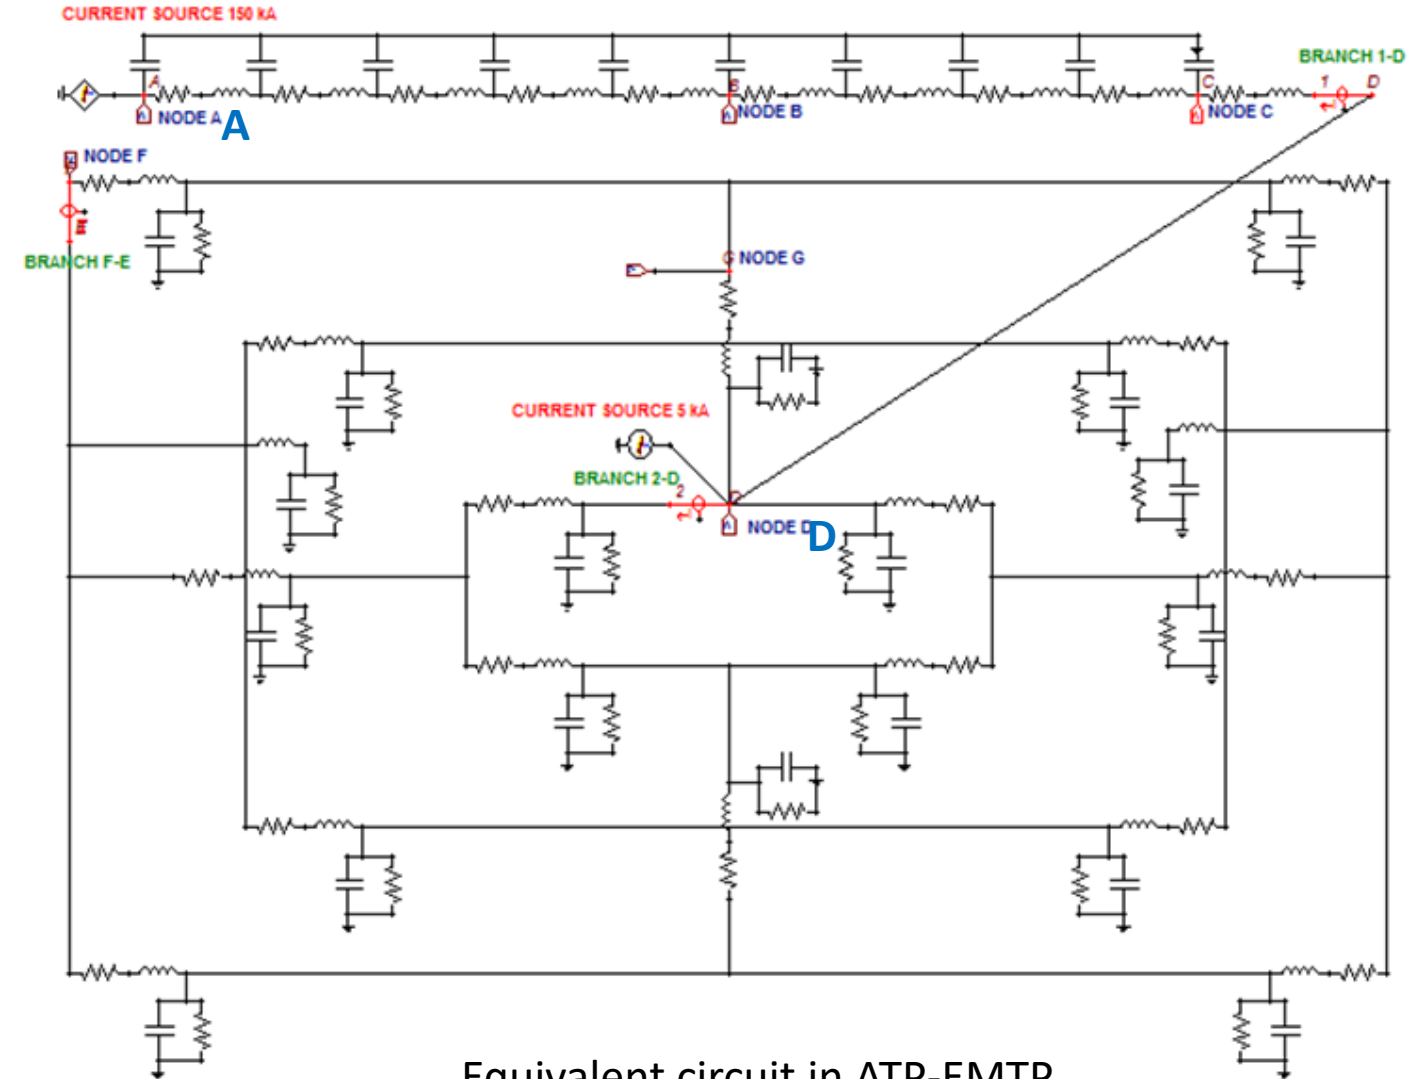 CURRENT SOURCE 150 kA
BRANCH 1-D
A
B
C
1
D
NODE A
A
NODE B
NODE C
NODE F
BRANCH F-E
G
NODE G
CURRENT SOURCE 5 kA
BRANCH 2-D
2
NODE D
D
Equivalent circuit in ATP-EMTP